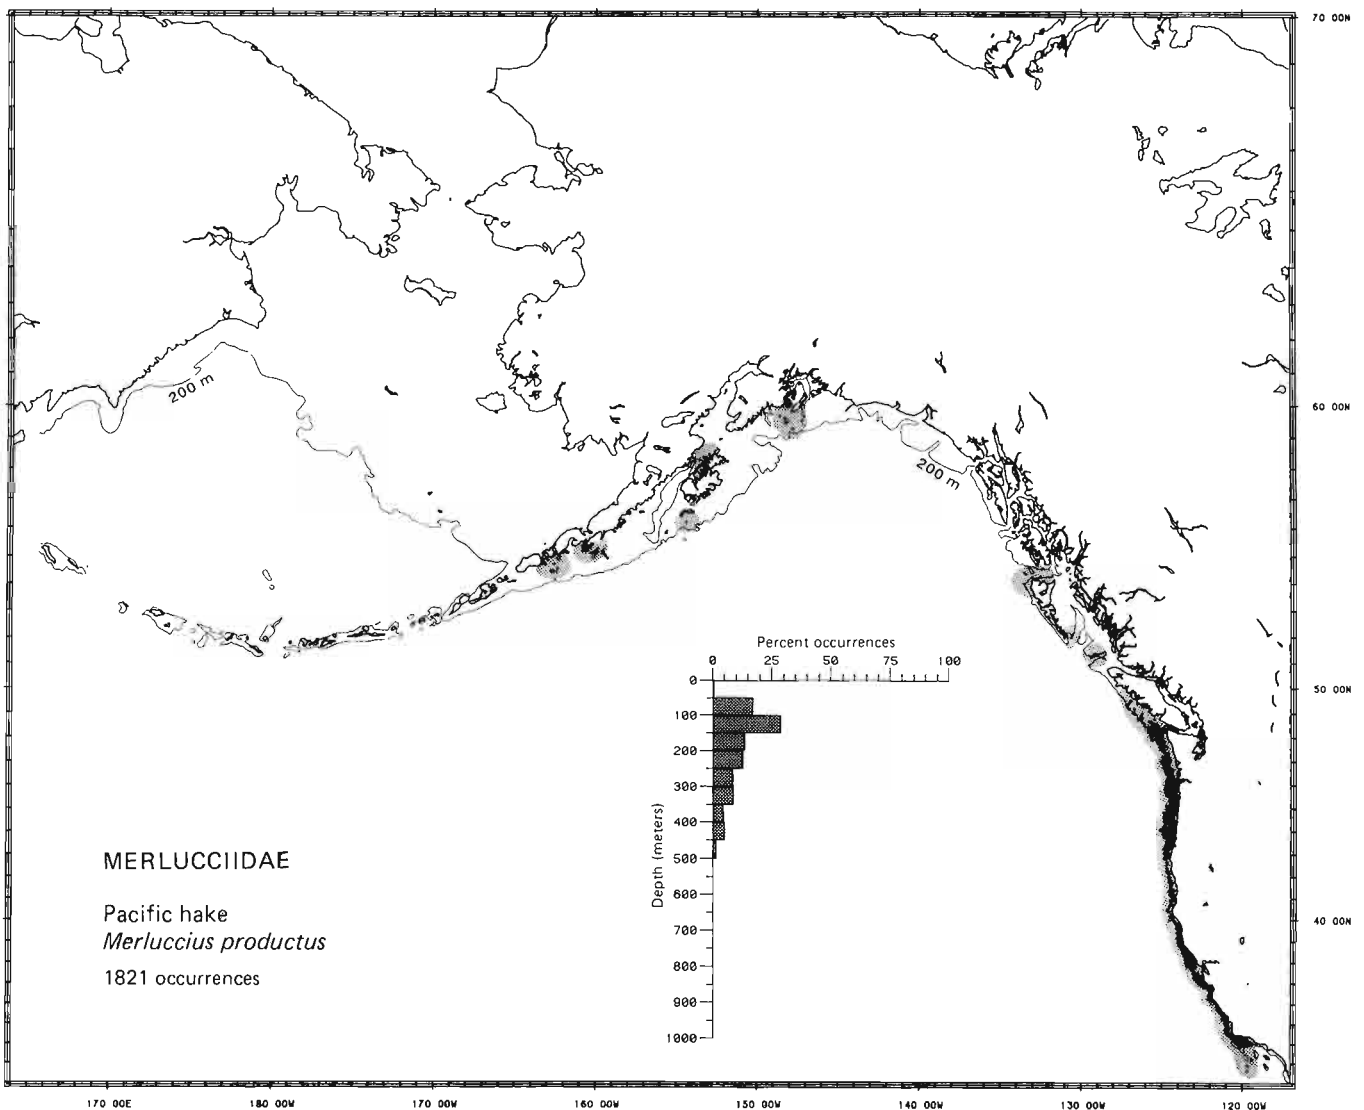 70 00N
200 m
60 00N
200 m
Percent occurrences
0 25 50 75 100
0
100
200
300
400
500
600
700
800
900
1000
Depth (meters)
50 00N
40 00N
MERLUCCIIDAE
Pacific hake
Merluccius productus
1821 occurrences
170 00E 180 00W 170 00W 160 00W 150 00W 140 00W 130 00W 120 00W